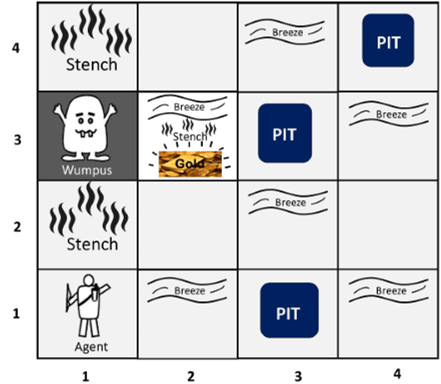 4
Stench
Breeze
PIT
3
Wumpus
Breeze
Stench
Gold
PIT
Breeze
2
Stench
Breeze
1
Agent
Breeze
PIT
Breeze
1 2 3 4